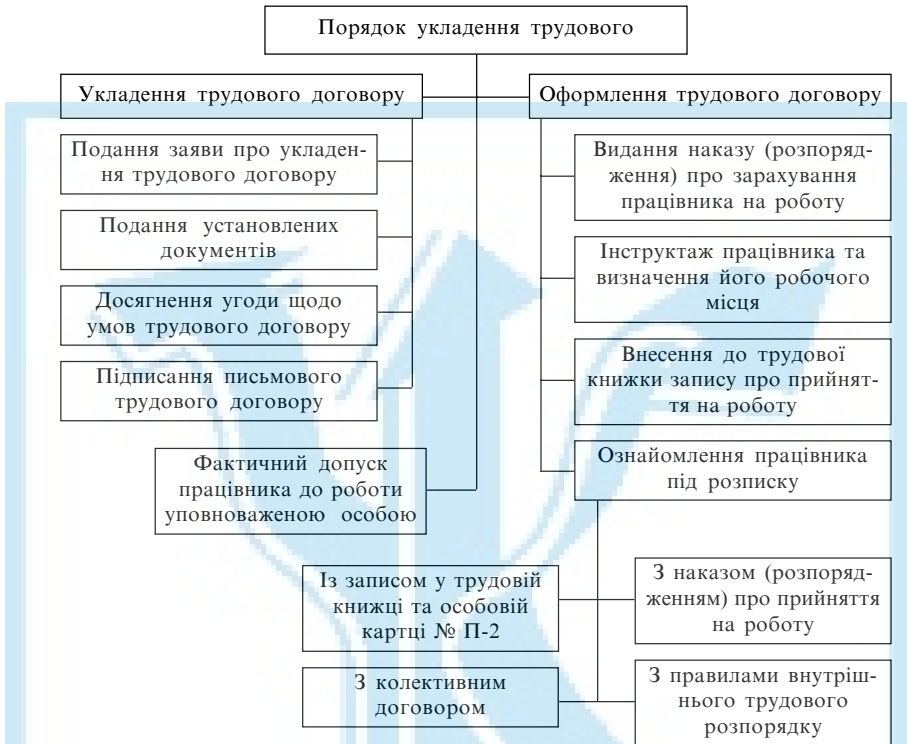 Порядок укладення трудового
Укладення трудового договору
Подання заяви про укладен-
ня трудового договору
Подання установлених
документів
Досягнення угоди щодо
умов трудового договору
Підписання письмового
трудового договору
Фактичний допуск
працівника до роботи
уповноваженою особою
Оформлення трудового договору
Видання наказу (розпоряд-
ження) про зарахування
працівника на роботу
Інструктаж працівника та
визначення його робочого
місця
Внесення до трудової
книжки запису про прийнят-
тя на роботу
Ознайомлення працівника
під розписку
Із записом у трудовій
книжці та особовій
картці № П-2
З наказом (розпоряд-
женням) про прийняття
на роботу
З колективним
договором
З правилами внутріш-
нього трудового
розпорядку